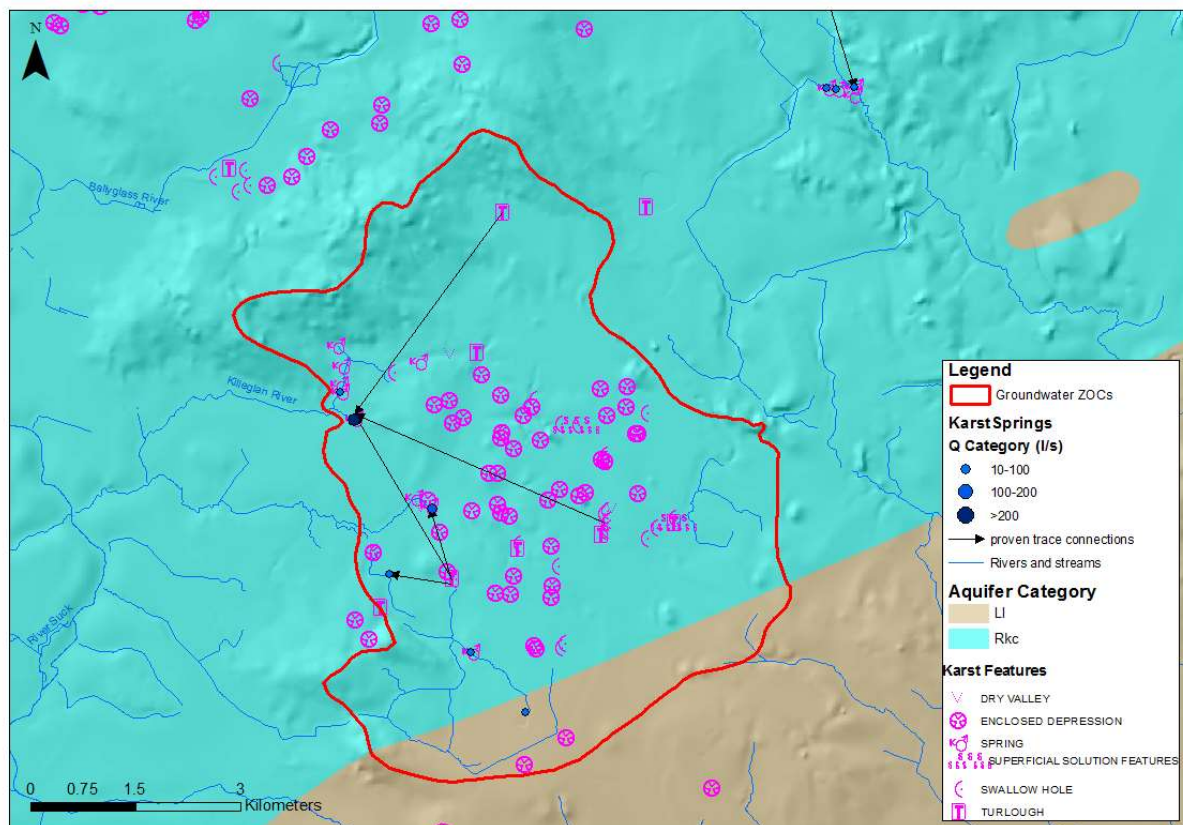 N
Ballyglass River
Killeglan River
River Suck
0 0.75 1.5 3
Kilometers
Legend
Groundwater ZOCs
Karst Springs
Q Category (l/s)
10-100
100-200
>200
proven trace connections
Rivers and streams
Aquifer Category
Ll
Rkc
Karst Features
DRY VALLEY
ENCLOSED DEPRESSION
SPRING
SUPERFICIAL SOLUTION FEATURES
SWALLOW HOLE
TURLOUGH